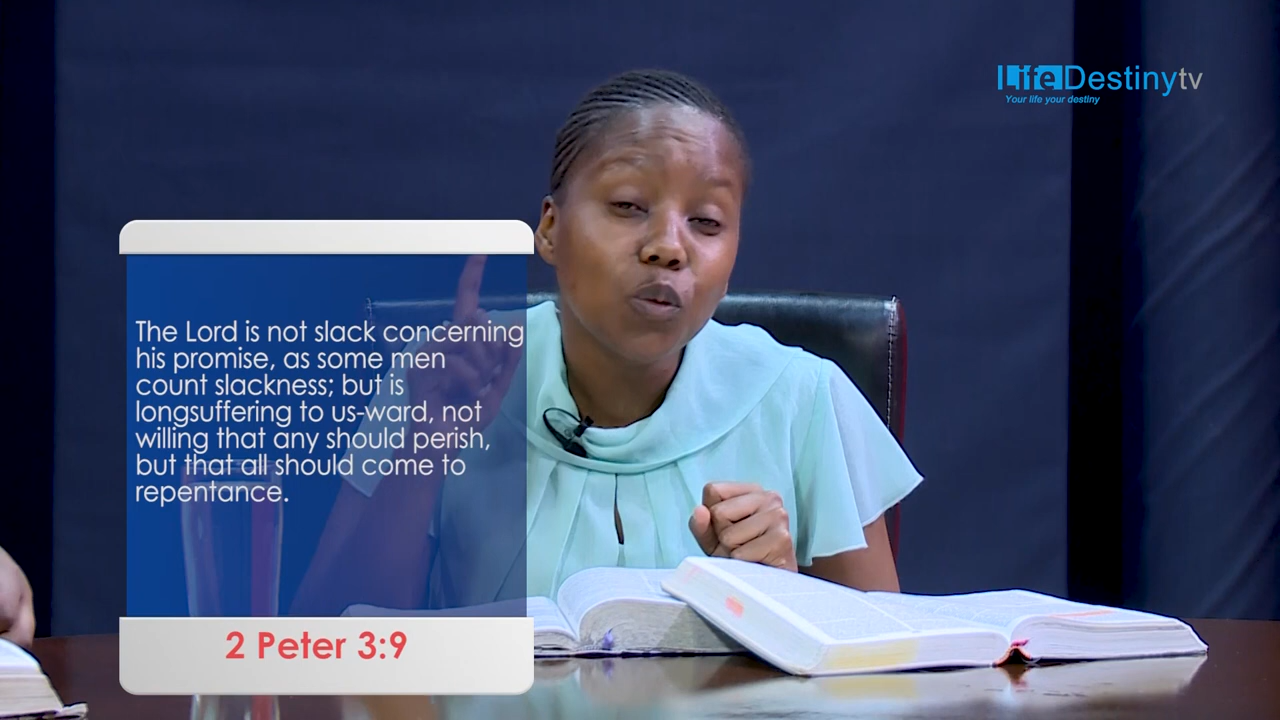 LifeDestinytv
Your life your destiny
The Lord is not slack concerning
his promise, as some men
count slackness; but is
longsuffering to us-ward, not
willing that any should perish,
but that all should come to
repentance.
2 Peter 3:9